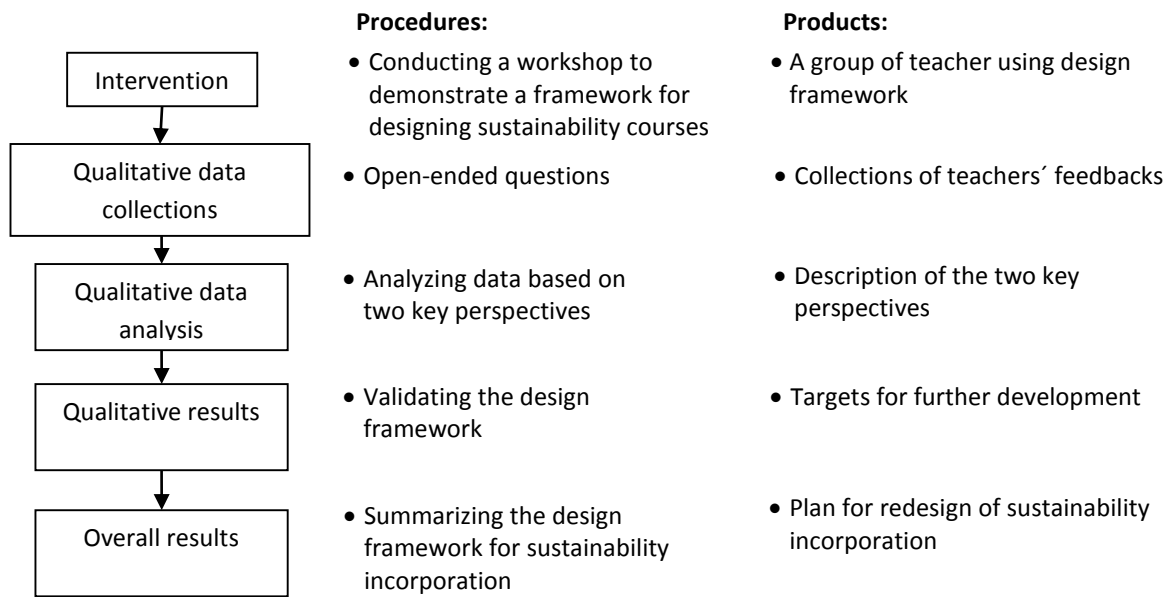 Procedures:
Products:
Intervention
• Conducting a workshop to
demonstrate a framework for
designing sustainability courses
• A group of teacher using design
framework
Qualitative data
collections
• Open-ended questions
• Collections of teachers´ feedbacks
Qualitative data
analysis
• Analyzing data based on
two key perspectives
• Description of the two key
perspectives
Qualitative results
• Validating the design
framework
• Targets for further development
Overall results
• Summarizing the design
framework for sustainability
incorporation
• Plan for redesign of sustainability
incorporation